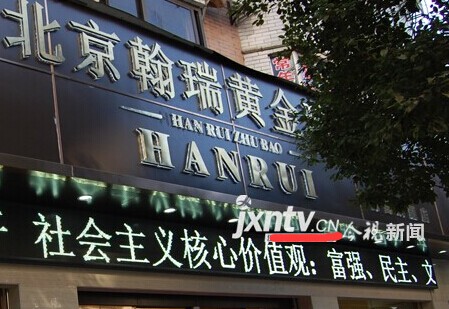 北京翰瑞黄金
HAN RUI ZHU BAO
HANRUI
jxntv.CN
今视新闻
社会主义核心价值观：富强、民主、文